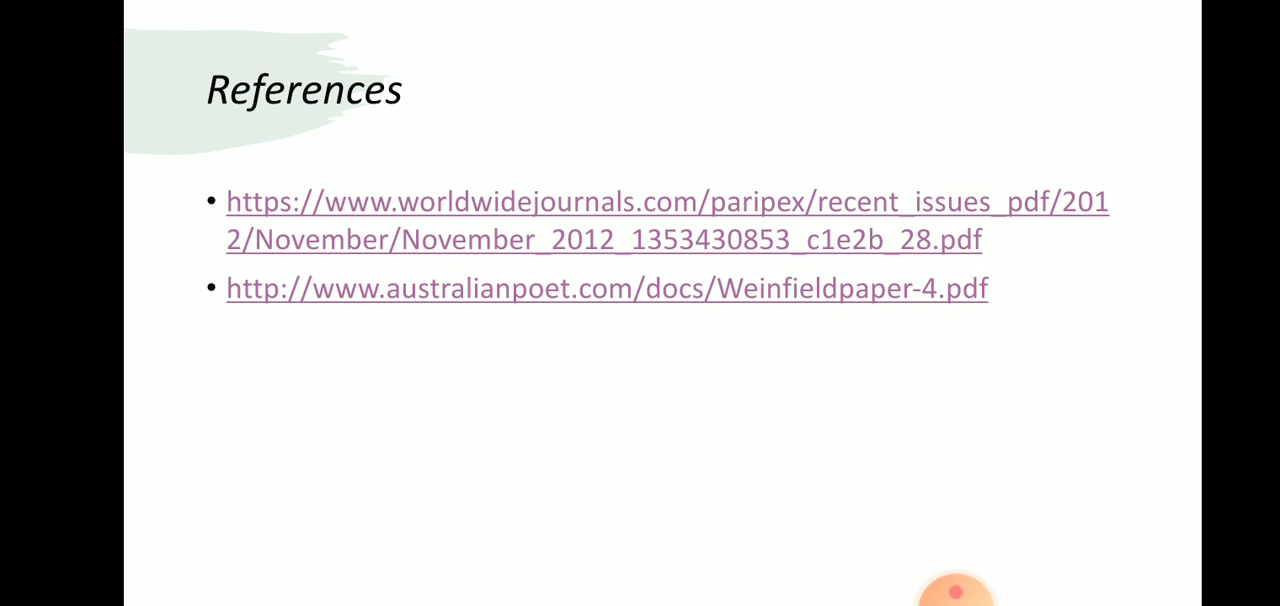 References
• https://www.worldwidejournals.com/paripex/recent_issues_pdf/201
2/November/November_2012_1353430853_c1e2b_28.pdf
• http://www.australianpoet.com/docs/Weinfieldpaper-4.pdf